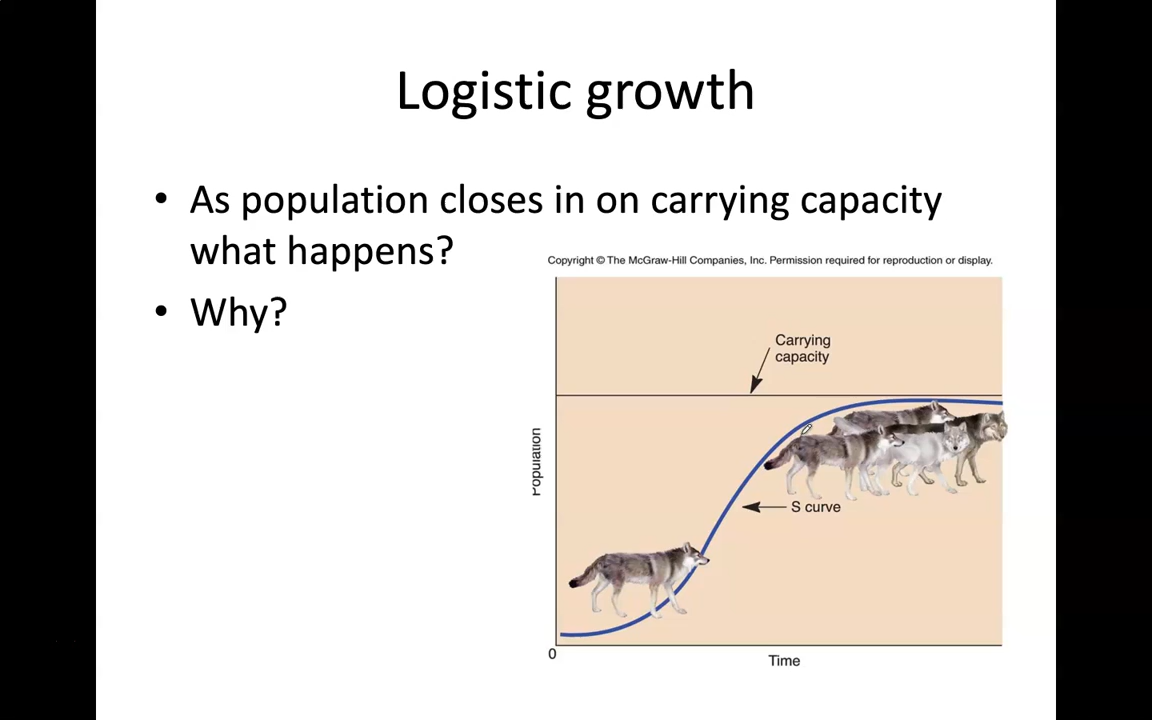 Logistic growth
• As population closes in on carrying capacity
what happens?
• Why?
Copyright © The McGraw-Hill Companies, Inc. Permission required for reproduction or display.
Carrying
capacity
Population
S curve
0
Time